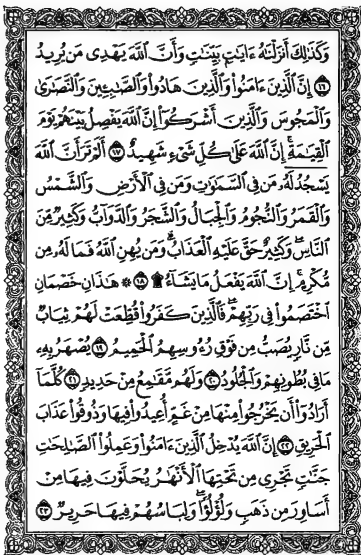 وَكَذَٰلِكَ أَنزَلْنَٰهُ ءَايَٰتٍۭ بَيِّنَٰتٍ وَأَنَّ ٱللَّهَ يَهْدِى مَن يُرِيدُ
١٦ إِنَّ ٱلَّذِينَ ءَامَنُوا۟ وَٱلَّذِينَ هَادُوا۟ وَٱلصَّٰبِـِٔينَ وَٱلنَّصَٰرَىٰ
وَٱلْمَجُوسَ وَٱلَّذِينَ أَشْرَكُوٓا۟ إِنَّ ٱللَّهَ يَفْصِلُ بَيْنَهُمْ يَوْمَ
ٱلْقِيَٰمَةِ ۚ إِنَّ ٱللَّهَ عَلَىٰ كُلِّ شَىْءٍ شَهِيدٌ ١٧ أَلَمْ تَرَ أَنَّ ٱللَّهَ
يَسْجُدُ لَهُۥ مَن فِى ٱلسَّمَٰوَٰتِ وَمَن فِى ٱلْأَرْضِ وَٱلشَّمْسُ
وَٱلْقَمَرُ وَٱلنُّجُومُ وَٱلْجِبَالُ وَٱلشَّجَرُ وَٱلدَّوَآبُّ وَكَثِيرٌ مِّنَ
ٱلنَّاسِ ۖ وَكَثِيرٌ حَقَّ عَلَيْهِ ٱلْعَذَابُ ۗ وَمَن يُهِنِ ٱللَّهُ فَمَا لَهُۥ مِن
مُّكْرِمٍ ۚ إِنَّ ٱللَّهَ يَفْعَلُ مَا يَشَآءُ ۩ ١٨ ۞ هَٰذَانِ خَصْمَانِ
ٱخْتَصَمُوا۟ فِى رَبِّهِمْ ۖ فَٱلَّذِينَ كَفَرُوا۟ قُطِّعَتْ لَهُمْ ثِيَابٌ
مِّن نَّارٍ يُصَبُّ مِن فَوْقِ رُءُوسِهِمُ ٱلْحَمِيمُ ١٩ يُصْهَرُ بِهِۦ
مَا فِى بُطُونِهِمْ وَٱلْجُلُودُ ٢٠ وَلَهُم مَّقَٰمِعُ مِنْ حَدِيدٍ ٢١ كُلَّمَآ
أَرَادُوٓا۟ أَن يَخْرُجُوا۟ مِنْهَا مِنْ غَمٍّ أُعِيدُوا۟ فِيهَا وَذُوقُوا۟ عَذَابَ
ٱلْحَرِيقِ ٢٢ إِنَّ ٱللَّهَ يُدْخِلُ ٱلَّذِينَ ءَامَنُوا۟ وَعَمِلُوا۟ ٱلصَّٰلِحَٰتِ
جَنَّٰتٍ تَجْرِى مِن تَحْتِهَا ٱلْأَنْهَٰرُ يُحَلَّوْنَ فِيهَا مِنْ
أَسَاوِرَ مِن ذَهَبٍ وَلُؤْلُؤًا ۖ وَلِبَاسُهُمْ فِيهَا حَرِيرٌ ٢٣